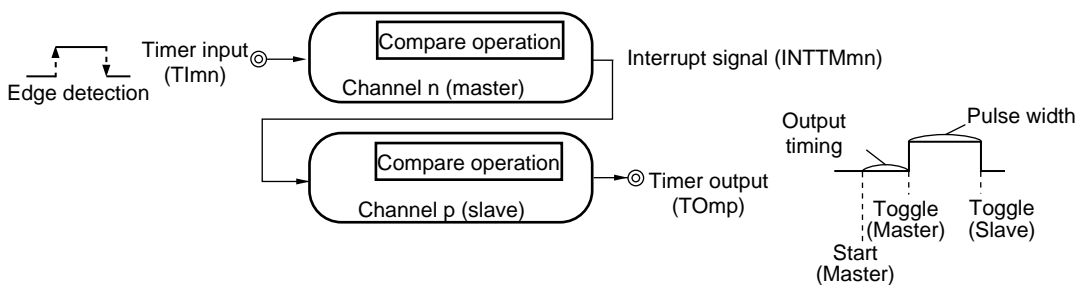 Compare operation
Timer input
(TImn)
Edge detection
Channel n (master)
Interrupt signal (INTTMmn)
Compare operation
Channel p (slave)
Timer output
(TOmp)
Output
timing
Pulse width
Toggle
(Master)
Toggle
(Slave)
Start
(Master)